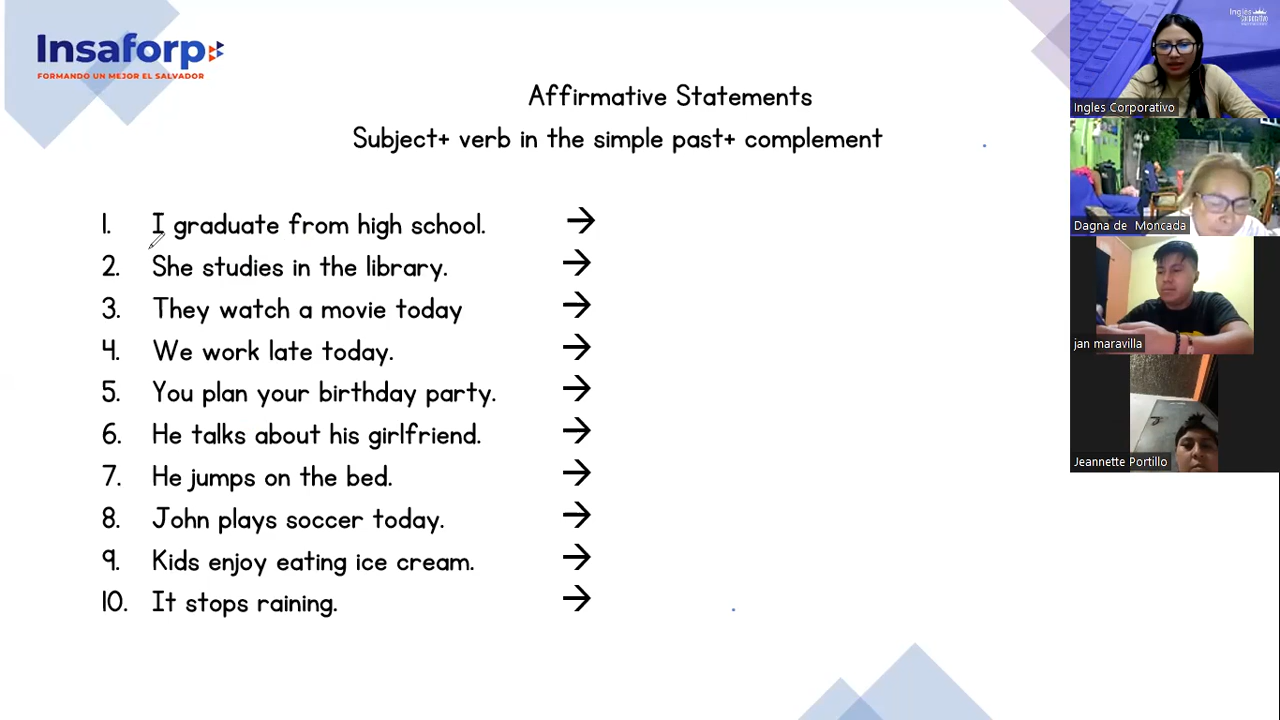 Insaforp
FORMANDO UN MEJOR EL SALVADOR
Affirmative Statements
Subject+ verb in the simple past+ complement
1. I graduate from high school. →
2. She studies in the library. →
3. They watch a movie today →
4. We work late today. →
5. You plan your birthday party. →
6. He talks about his girlfriend. →
7. He jumps on the bed. →
8. John plays soccer today. →
9. Kids enjoy eating ice cream. →
10. It stops raining. →
Ingles Corporativo
Dagna de Moncada
jan maravilla
Jeannette Portillo